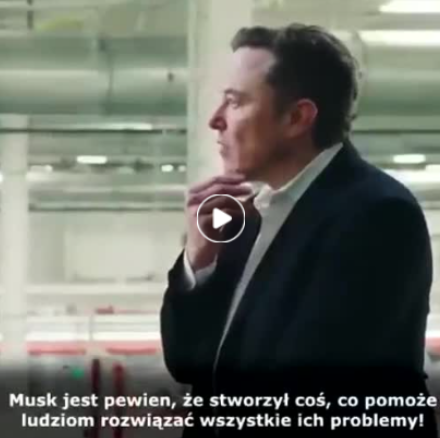 Musk jest pewien, że stworzył coś, co pomoże
ludziom rozwiązać wszystkie ich problemy!